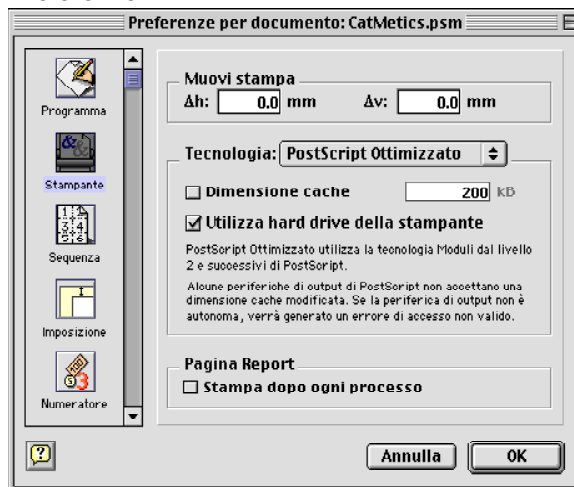 Preferenze per documento: CatMetics.psm
Programma
Stampante
Sequenza
Imposizione
Numeratore
Muovi stampa
Δh: 0.0 mm Δv: 0.0 mm
Tecnologia: PostScript Ottimizzato
Dimensione cache 200 kB
Utilizza hard drive della stampante
PostScript Ottimizzato utilizza la tecnologia Moduli dal livello
2 e successivi di PostScript.
Alcune periferiche di output di PostScript non accettano una
dimensione cache modificata. Se la periferica di output non è
autonoma, verrà generato un errore di accesso non valido.
Pagina Report
Stampa dopo ogni processo
Annulla OK